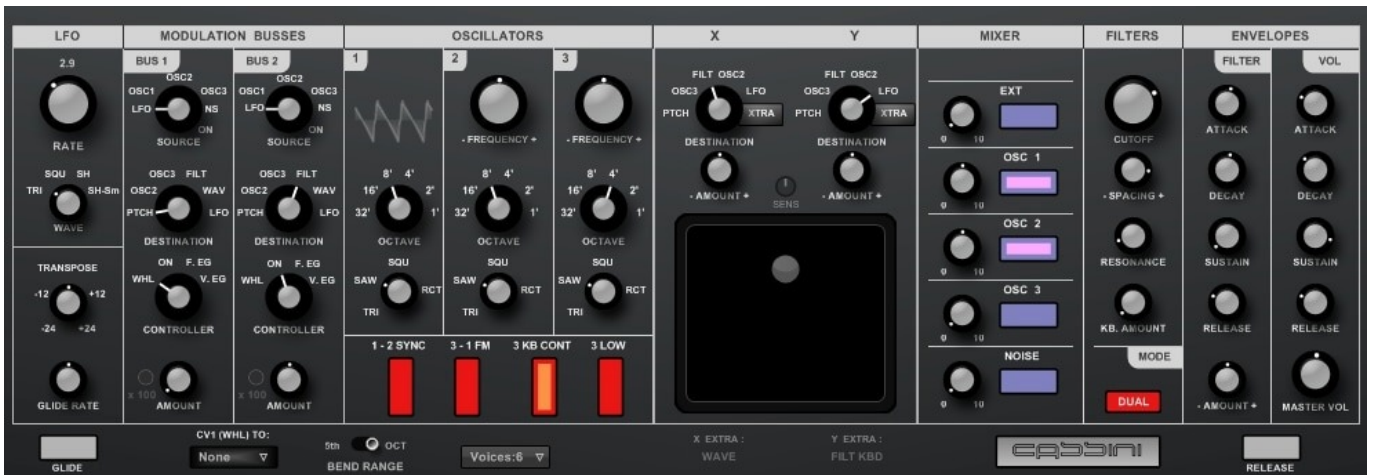 LFO MODULATION BUSSES OSCILLATORS X Y MIXER FILTERS ENVELOPES
2.9
RATE
SQU SH
TRI SH-Sm
WAVE
TRANSPOSE
-12 +12
-24 +24
GLIDE RATE
BUS 1
OSC2
OSC1 OSC3
LFO NS
ON
SOURCE
OSC3 FILT
OSC2 WAV
PTCH LFO
DESTINATION
ON F. EG
WHL V. EG
CONTROLLER
x 100
AMOUNT
BUS 2
OSC2
OSC1 OSC3
LFO NS
ON
SOURCE
OSC3 FILT
OSC2 WAV
PTCH LFO
DESTINATION
ON F. EG
WHL V. EG
CONTROLLER
x 100
AMOUNT
1
8' 4'
16' 2'
32' 1'
OCTAVE
SQU
SAW RCT
TRI
2
- FREQUENCY +
8' 4'
16' 2'
32' 1'
OCTAVE
SQU
SAW RCT
TRI
3
- FREQUENCY +
8' 4'
16' 2'
32' 1'
OCTAVE
SQU
SAW RCT
TRI
1 - 2 SYNC 3 - 1 FM 3 KB CONT 3 LOW
FILT OSC2
OSC3 LFO
PTCH XTRA
DESTINATION
- AMOUNT +
SENS
FILT OSC2
OSC3 LFO
PTCH XTRA
DESTINATION
- AMOUNT +
EXT
0 10
OSC 1
0 10
OSC 2
0 10
OSC 3
0 10
NOISE
0 10
CUTOFF
- SPACING +
RESONANCE
KB. AMOUNT
MODE
DUAL
FILTER
ATTACK
DECAY
SUSTAIN
RELEASE
- AMOUNT +
VOL
ATTACK
DECAY
SUSTAIN
RELEASE
MASTER VOL
GLIDE
CV1 (WHL) TO:
None
5th OCT
BEND RANGE
Voices:6
X EXTRA :
WAVE
Y EXTRA :
FILT KBD
CASSINI
RELEASE